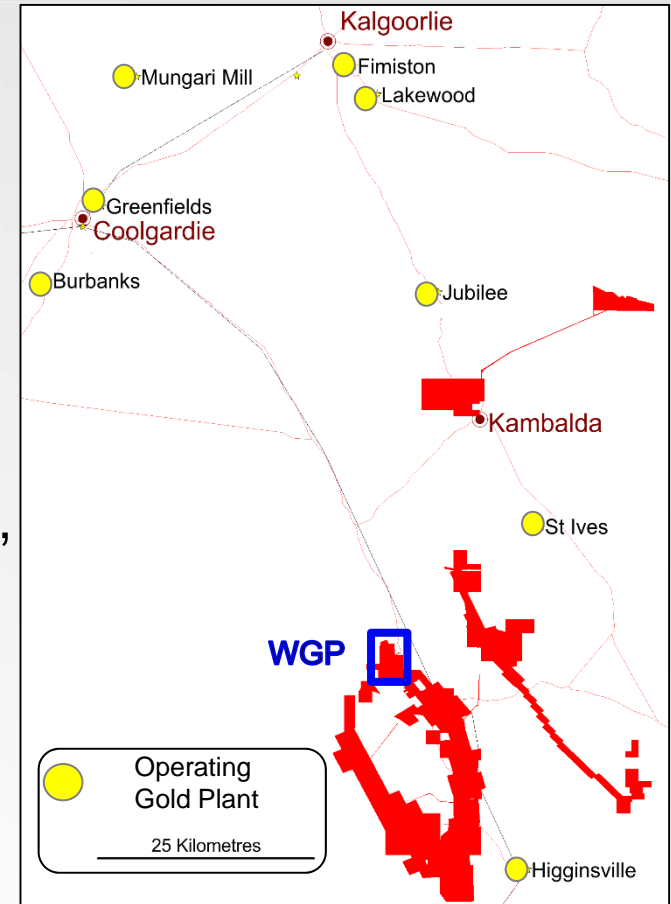 Kalgoorlie
Fimiston
Mungari Mill
Lakewood
Greenfields
Coolgardie
Burbanks
Jubilee
Kambalda
,
St Ives
WGP
Operating
Gold Plant
25 Kilometres
Higginsville